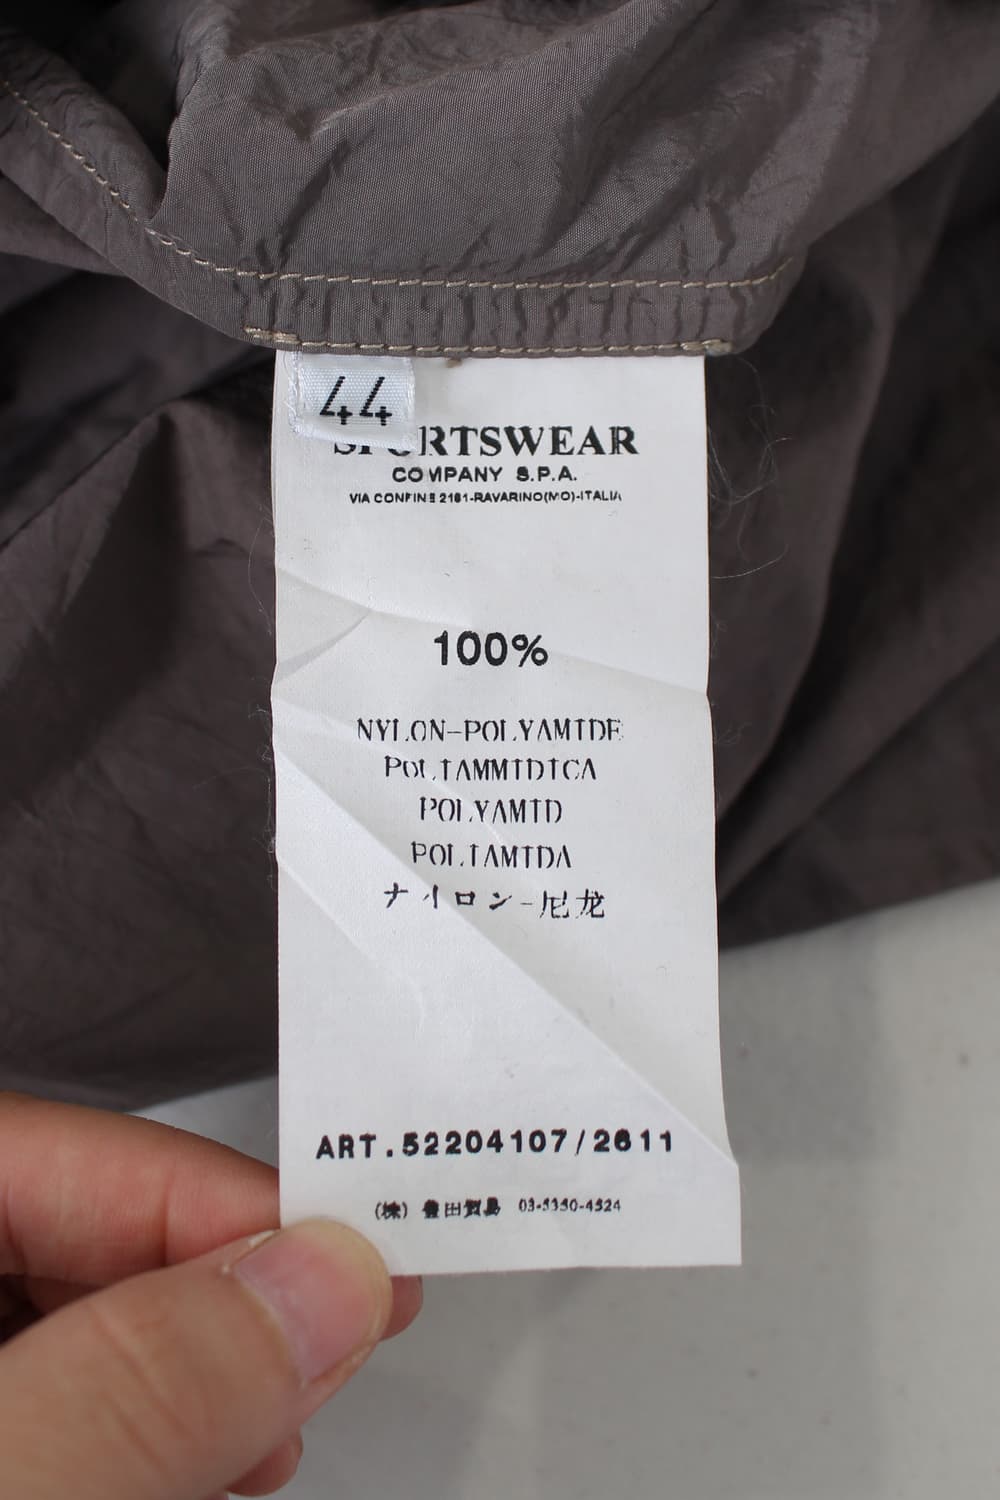 44
SPORTSWEAR
COMPANY S.P.A.
VIA CONFINE 2161-RAVARINO(MO)-ITALIA
100%
NYLON-POLYAMIDE
POLIAMMIDICA
POLYAMID
POLIAMIDA
ナイロン-尼龙
ART.52204107/2611
(株) 豊田貿易 03-5350-4524